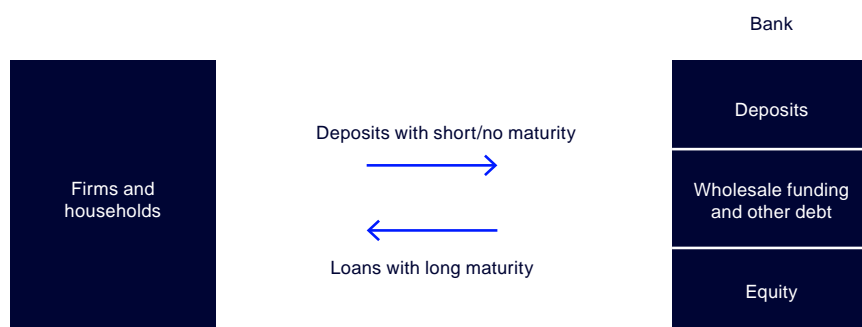 Bank
Deposits
Deposits with short/no maturity
Firms and
households
Wholesale funding
and other debt
Loans with long maturity
Equity